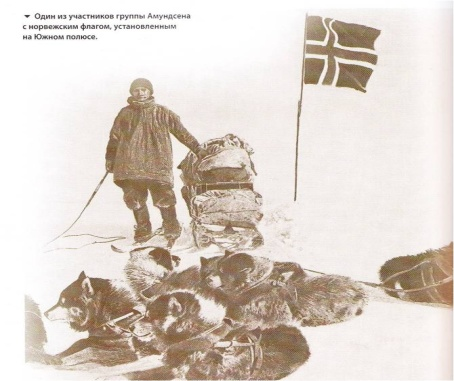 Один из участников группы Амундсена
с норвежским флагом, установленным
на Южном полюсе.